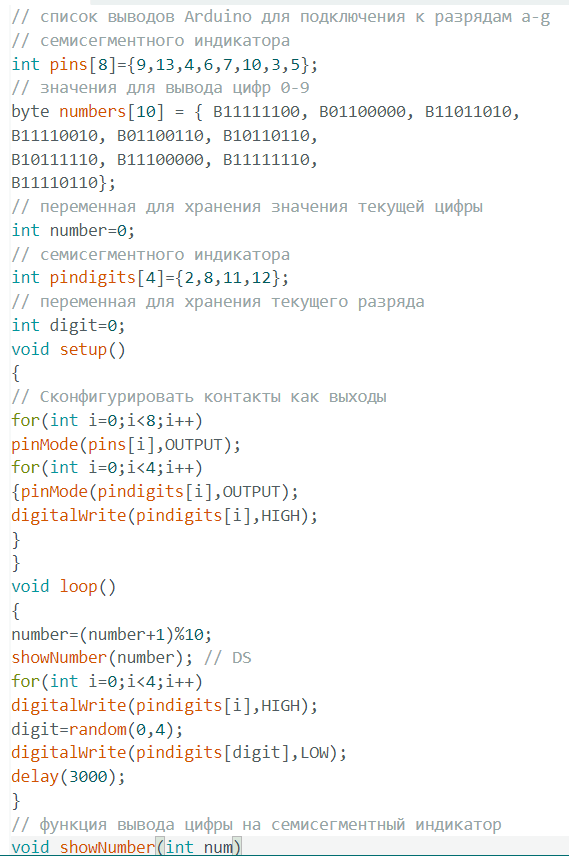 // список выводов Arduino для подключения к разрядам a-g
// семисегментного индикатора
int pins[8]={9,13,4,6,7,10,3,5};
// значения для вывода цифр 0-9
byte numbers[10] = { B11111100, B01100000, B11011010,
B11110010, B01100110, B10110110,
B10111110, B11100000, B11111110,
B11110110};
// переменная для хранения значения текущей цифры
int number=0;
// семисегментного индикатора
int pindigits[4]={2,8,11,12};
// переменная для хранения текущего разряда
int digit=0;
void setup()
{
// Сконфигурировать контакты как выходы
for(int i=0;i<8;i++)
pinMode(pins[i],OUTPUT);
for(int i=0;i<4;i++)
{pinMode(pindigits[i],OUTPUT);
digitalWrite(pindigits[i],HIGH);
}
}
void loop()
{
number=(number+1)%10;
showNumber(number); // DS
for(int i=0;i<4;i++)
digitalWrite(pindigits[i],HIGH);
digit=random(0,4);
digitalWrite(pindigits[digit],LOW);
delay(3000);
}
// функция вывода цифры на семисегментный индикатор
void showNumber(int num)